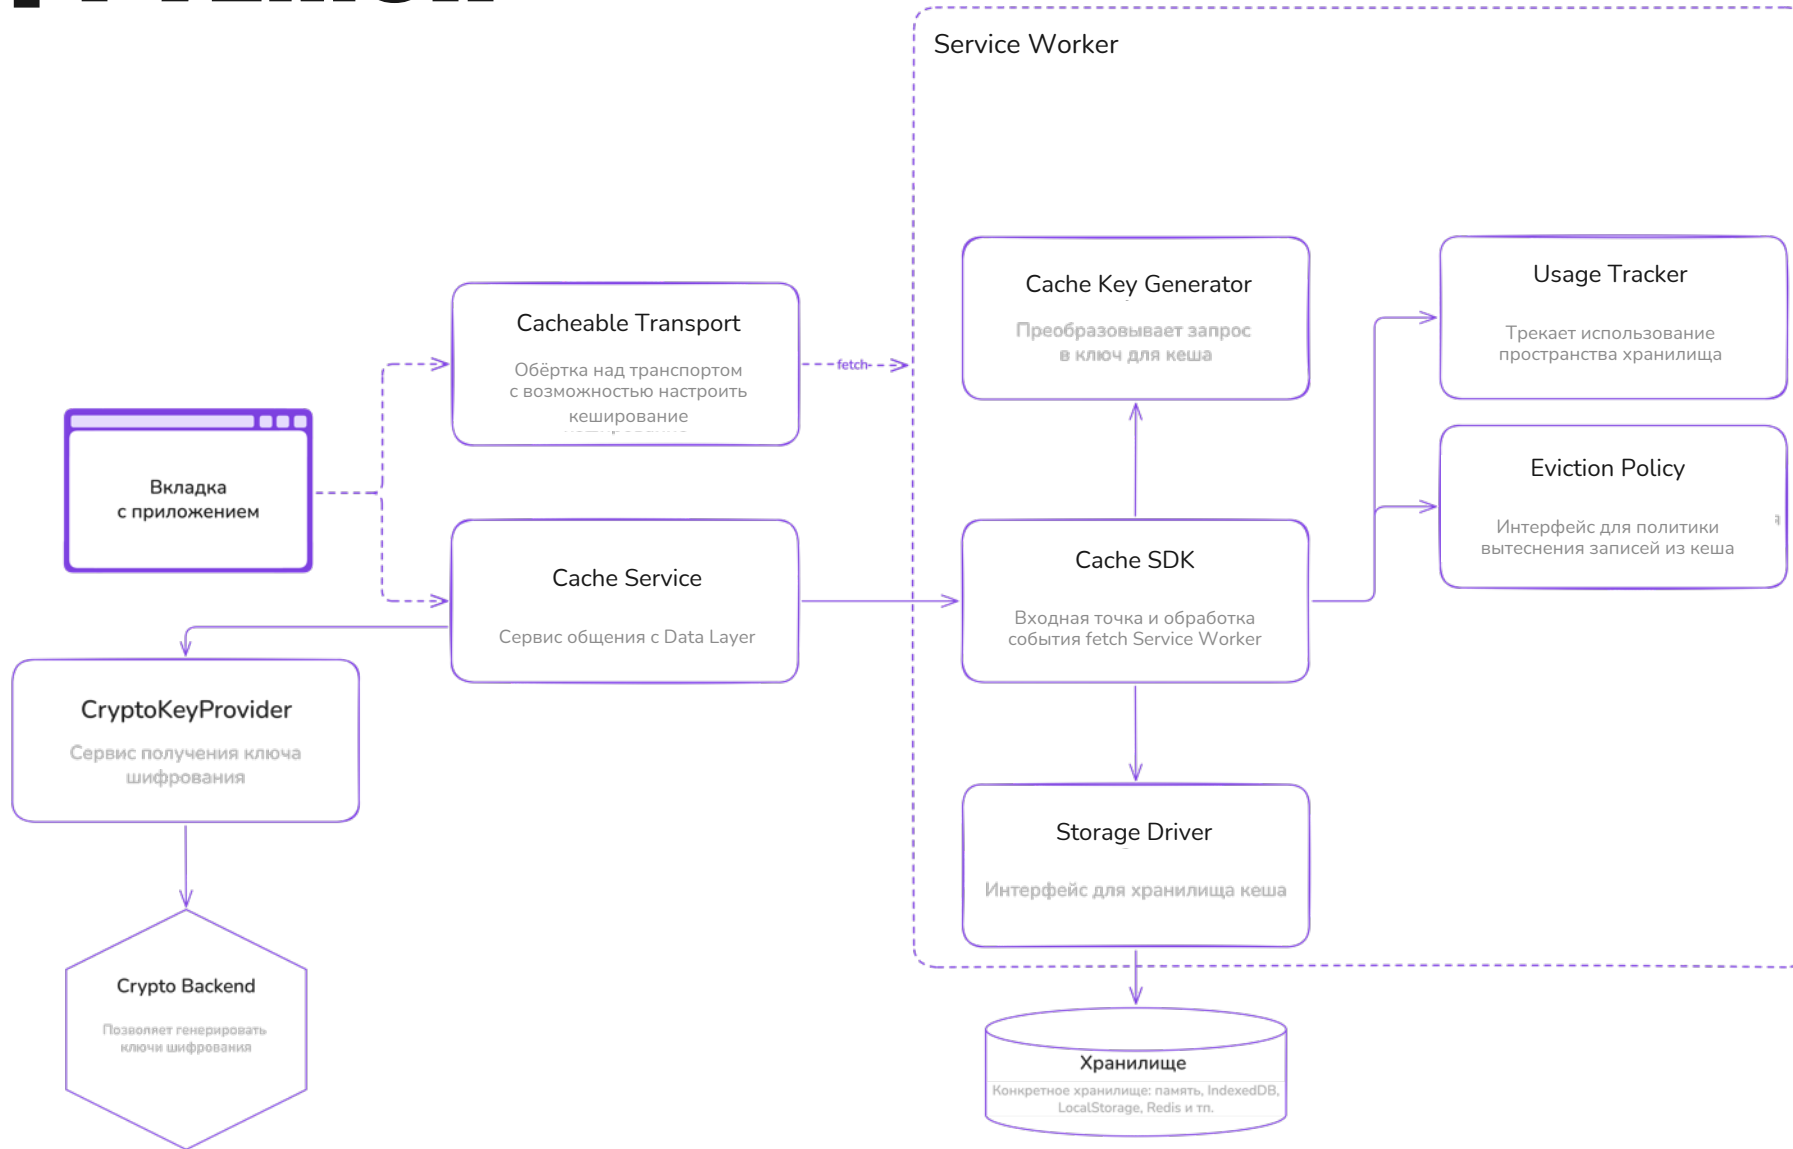 Service Worker
Cache Key Generator
Преобразовывает запрос
в ключ для кеша
Usage Tracker
Трекает использование
пространства хранилища
Cacheable Transport
Обёртка над транспортом
с возможностью настроить
кеширование
fetch
Вкладка
с приложением
Eviction Policy
Интерфейс для политики
вытеснения записей из кеша
Cache Service
Сервис общения с Data Layer
Cache SDK
Входная точка и обработка
события fetch Service Worker
CryptoKeyProvider
Сервис получения ключа
шифрования
Storage Driver
Интерфейс для хранилища кеша
Crypto Backend
Позволяет генерировать
ключи шифрования
Хранилище
Конкретное хранилище: память, IndexedDB,
LocalStorage, Redis и тп.